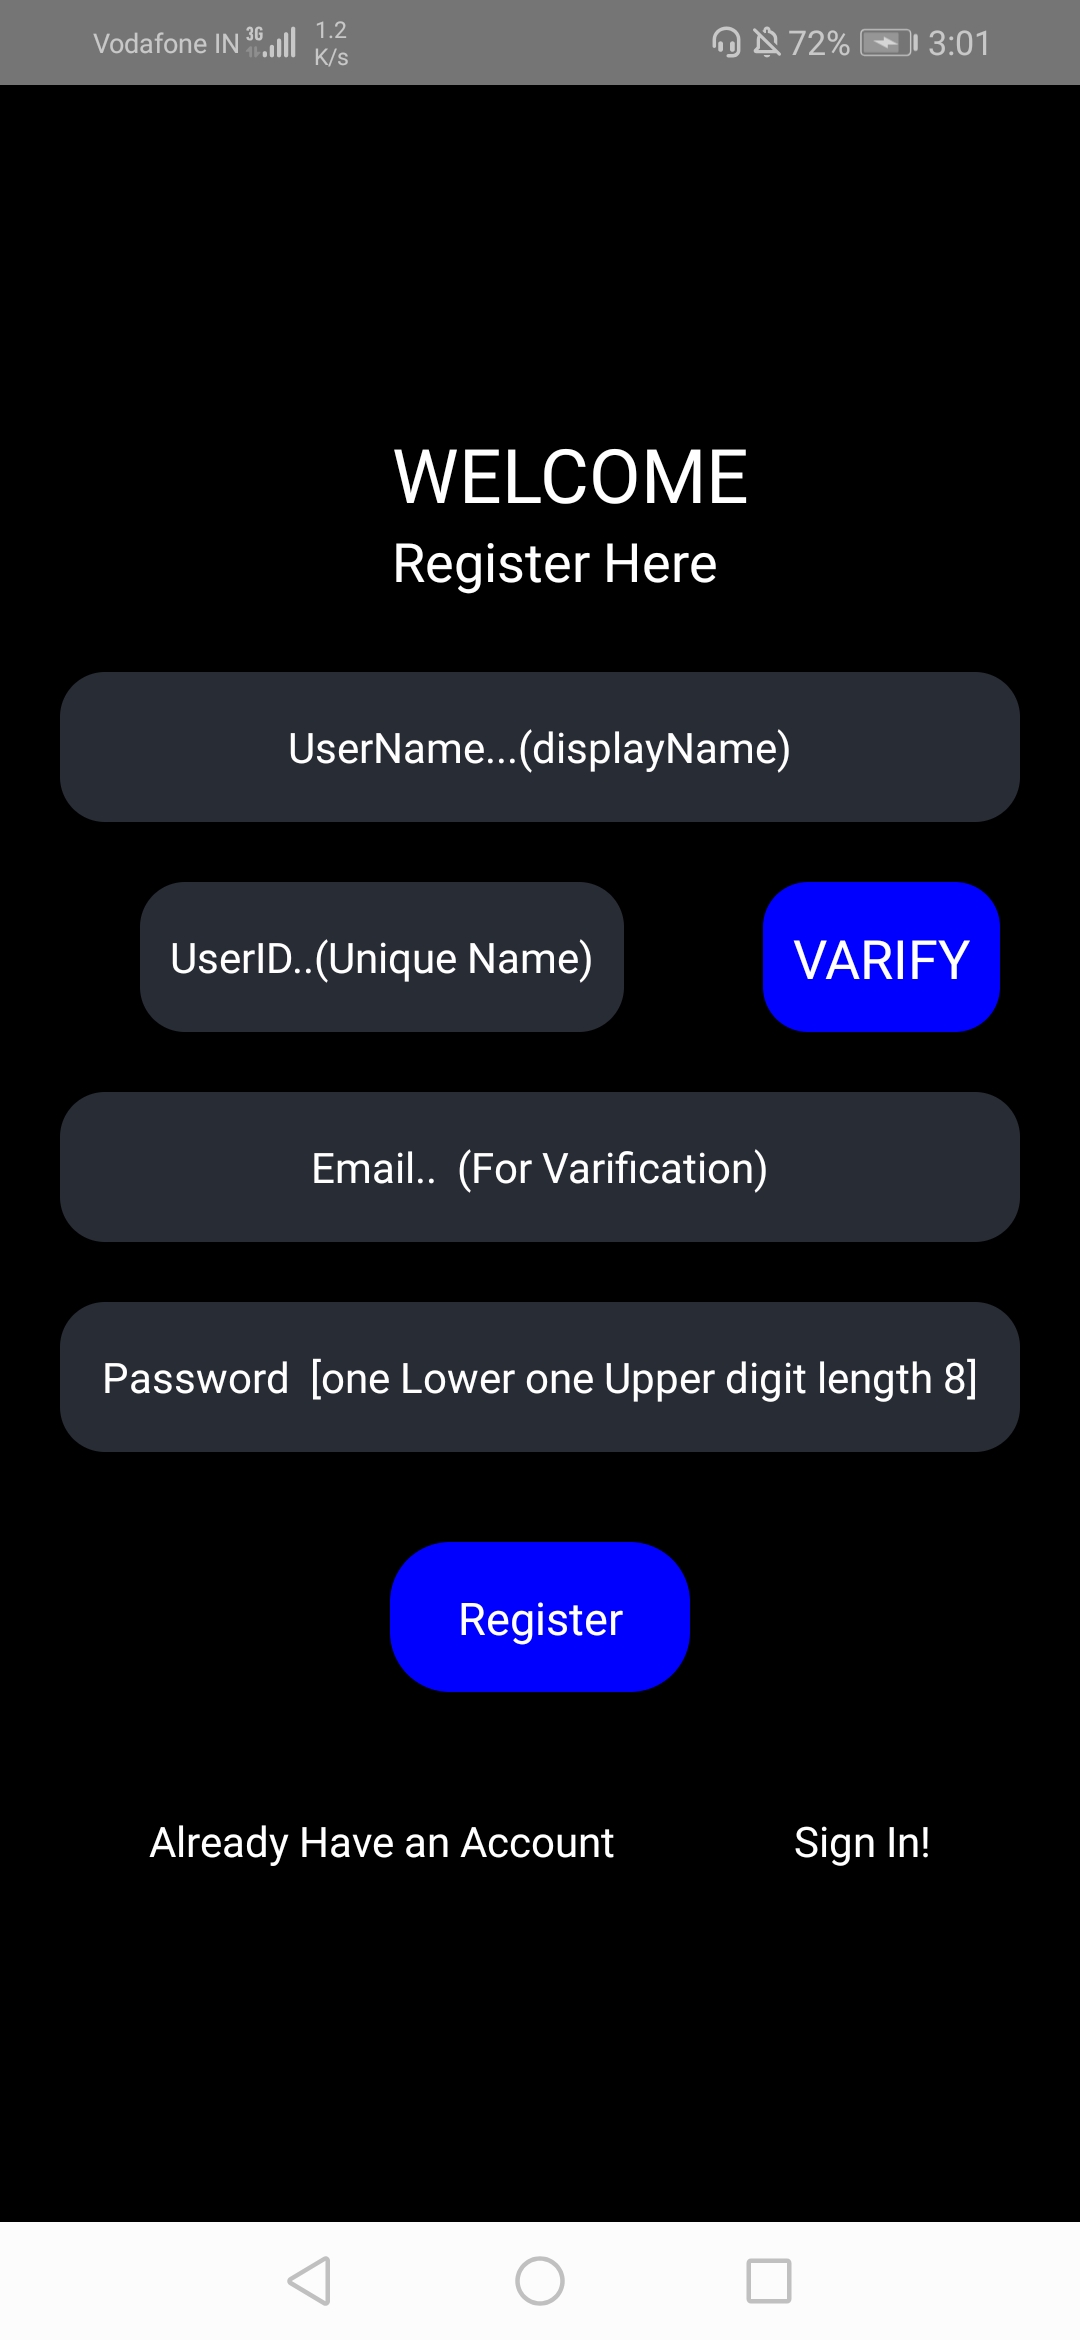 Vodafone IN 3G 1.2 K/s 72% 3:01
WELCOME
Register Here
UserName...(displayName)
UserID..(Unique Name) VARIFY
Email..  (For Varification)
Password  [one Lower one Upper digit length 8]
Register
Already Have an Account Sign In!